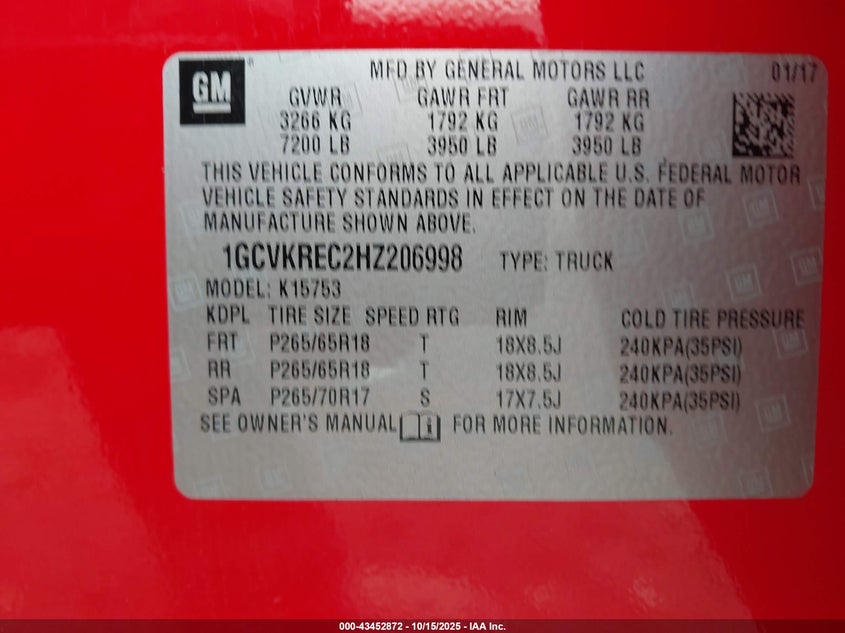 GM
MFD BY GENERAL MOTORS LLC 01/17
GVWR GAWR FRT GAWR RR
3266 KG 1792 KG 1792 KG
7200 LB 3950 LB 3950 LB
THIS VEHICLE CONFORMS TO ALL APPLICABLE U.S. FEDERAL MOTOR
VEHICLE SAFETY STANDARDS IN EFFECT ON THE DATE OF
MANUFACTURE SHOWN ABOVE.
1GCVKREC2HZ206998 TYPE: TRUCK
MODEL: K15753
KDPL TIRE SIZE SPEED RTG RIM COLD TIRE PRESSURE
FRT P265/65R18 T 18X8.5J 240KPA(35PSI)
RR P265/65R18 T 18X8.5J 240KPA(35PSI)
SPA P265/70R17 S 17X7.5J 240KPA(35PSI)
SEE OWNER'S MANUAL FOR MORE INFORMATION.
000-43452872 - 10/15/2025 - IAA Inc.